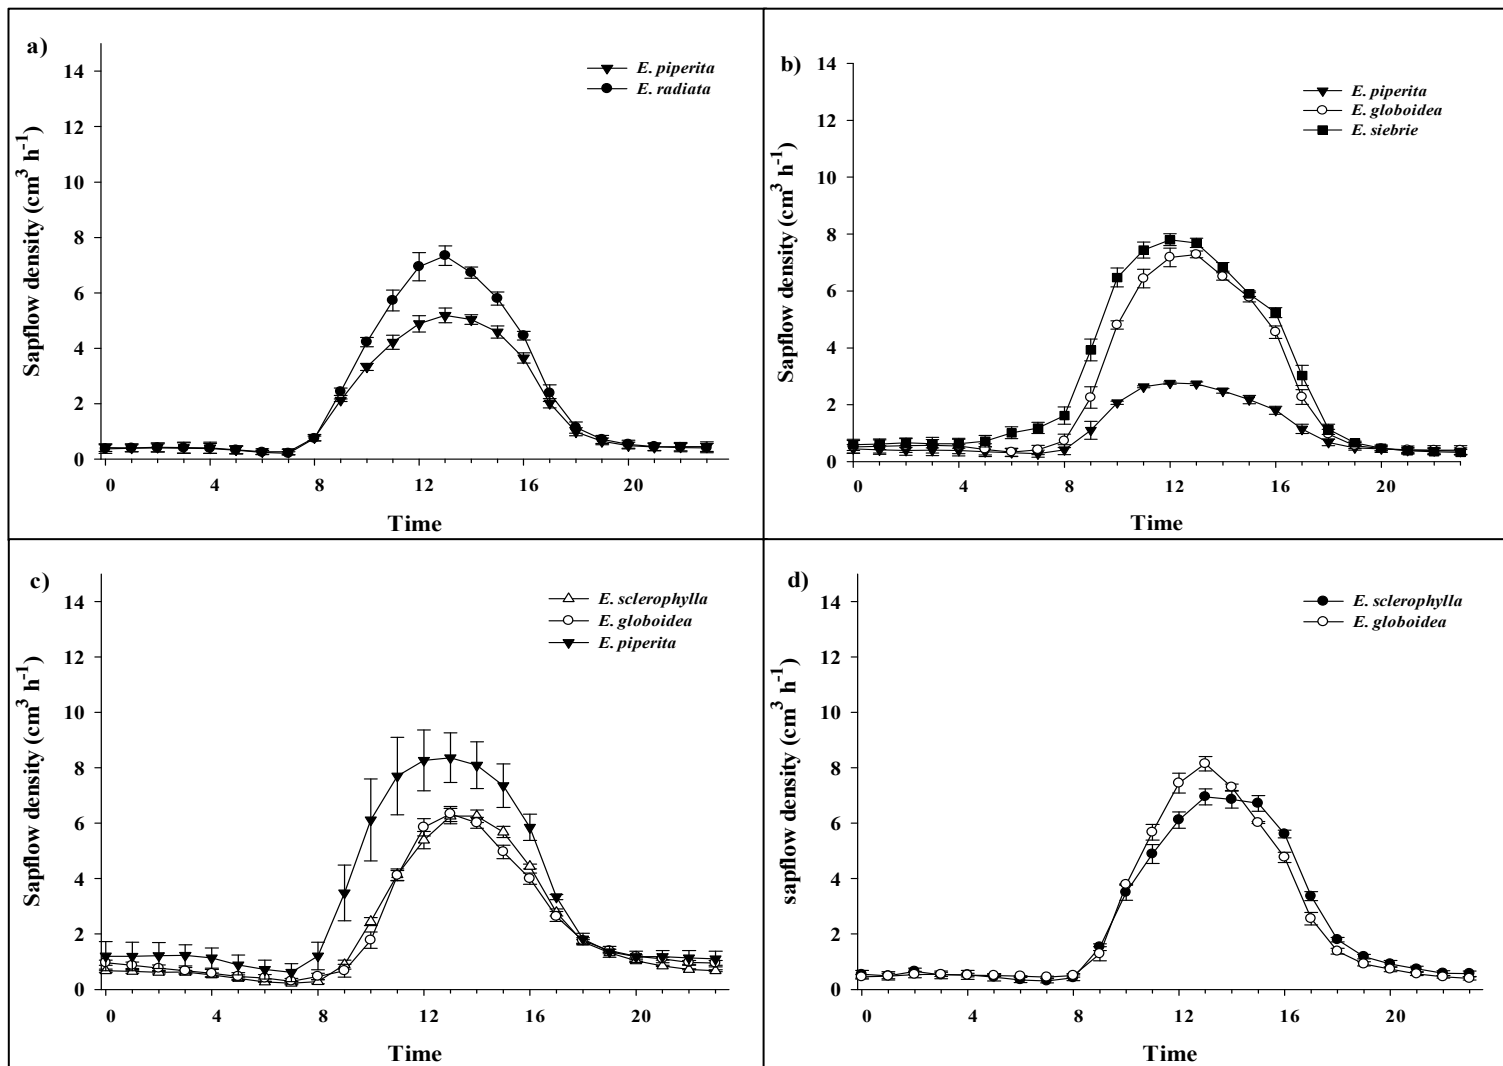 a)
E. piperita
E. radiata
Sapflow density (cm³ h⁻¹)
14
12
10
8
6
4
2
0
0 4 8 12 16 20
Time
b)
E. piperita
E. globoidea
E. siebrie
Sapflow density (cm³ h⁻¹)
14
12
10
8
6
4
2
0
0 4 8 12 16 20
Time
c)
E. sclerophylla
E. globoidea
E. piperita
Sapflow density (cm³ h⁻¹)
14
12
10
8
6
4
2
0
0 4 8 12 16 20
Time
d)
E. sclerophylla
E. globoidea
sapflow density (cm³ h⁻¹)
14
12
10
8
6
4
2
0
0 4 8 12 16 20
Time